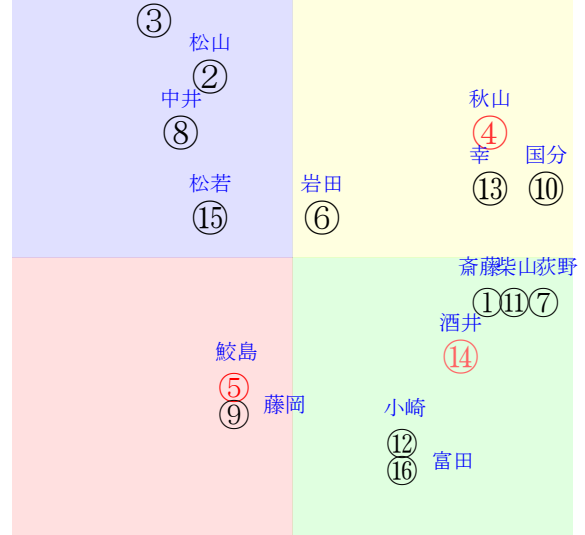 ③
松山
②
中井
⑧
秋山
④
幸
⑬
国分
⑩
松若
⑮
岩田
⑥
斎藤柴山荻野
①⑪⑦
酒井
⑭
鮫島
⑤
⑨ 藤岡
小崎
⑫
⑯ 富田